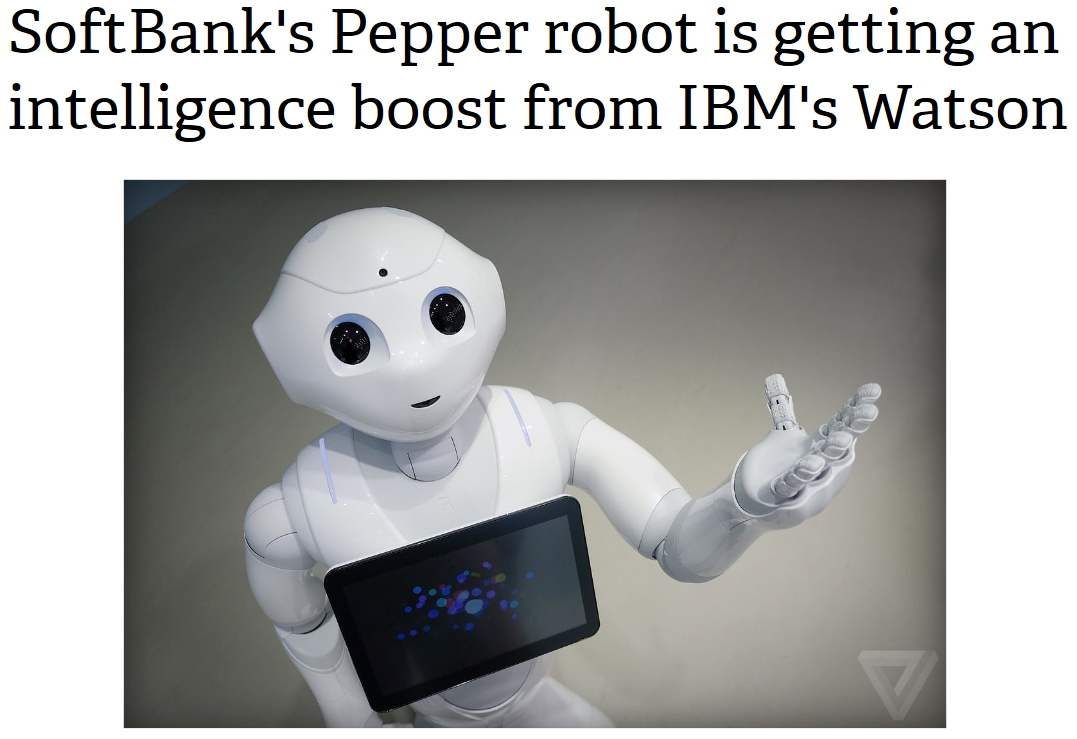 SoftBank's Pepper robot is getting an
intelligence boost from IBM's Watson